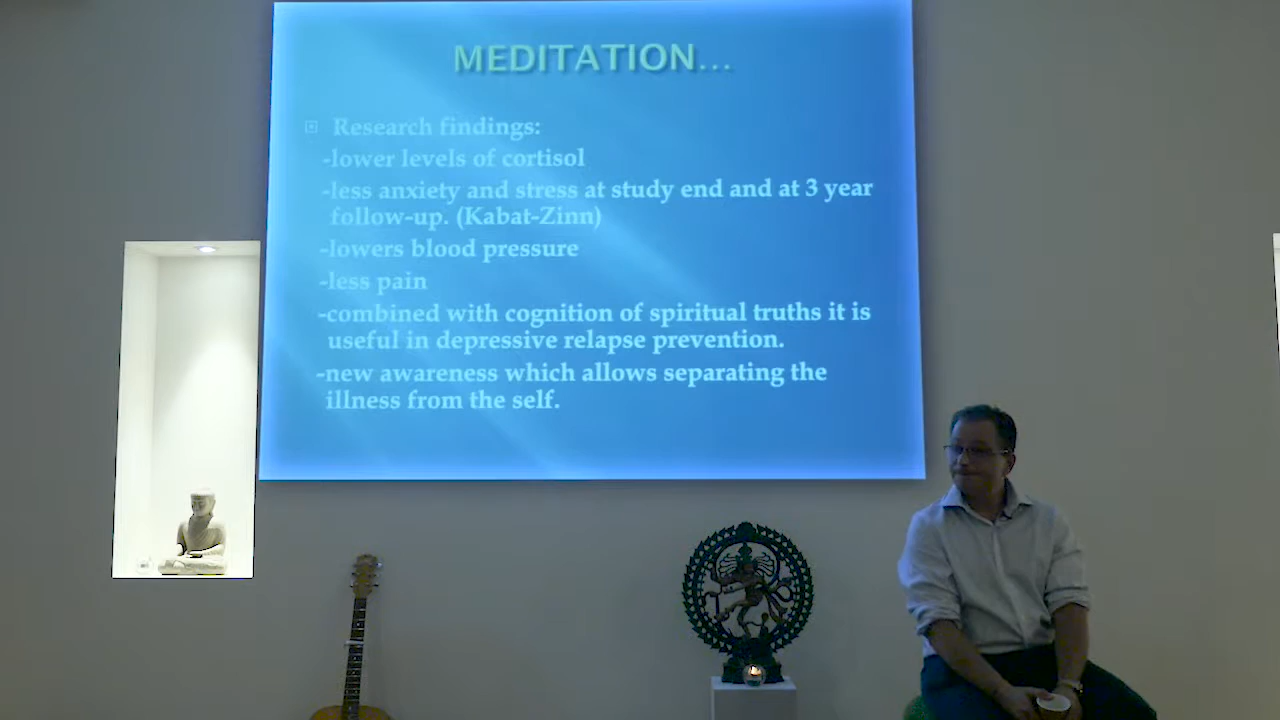 MEDITATION...
Research findings:
-lower levels of cortisol
-less anxiety and stress at study end and at 3 year
follow-up. (Kabat-Zinn)
-lowers blood pressure
-less pain
-combined with cognition of spiritual truths it is
useful in depressive relapse prevention.
-new awareness which allows separating the
illness from the self.